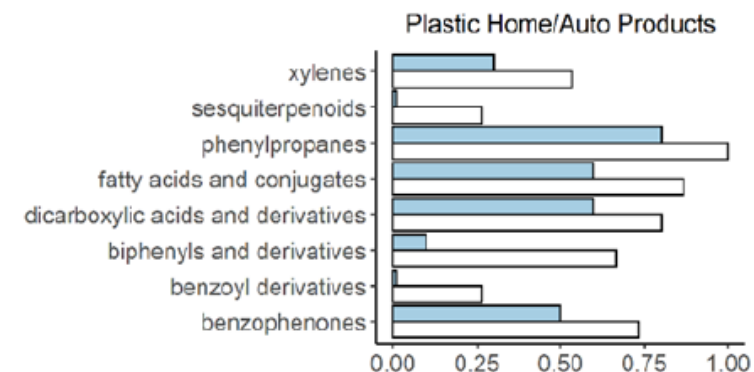 Plastic Home/Auto Products
xylenes
sesquiterpenoids
phenylpropanes
fatty acids and conjugates
dicarboxylic acids and derivatives
biphenyls and derivatives
benzoyl derivatives
benzophenones
0.00 0.25 0.50 0.75 1.00